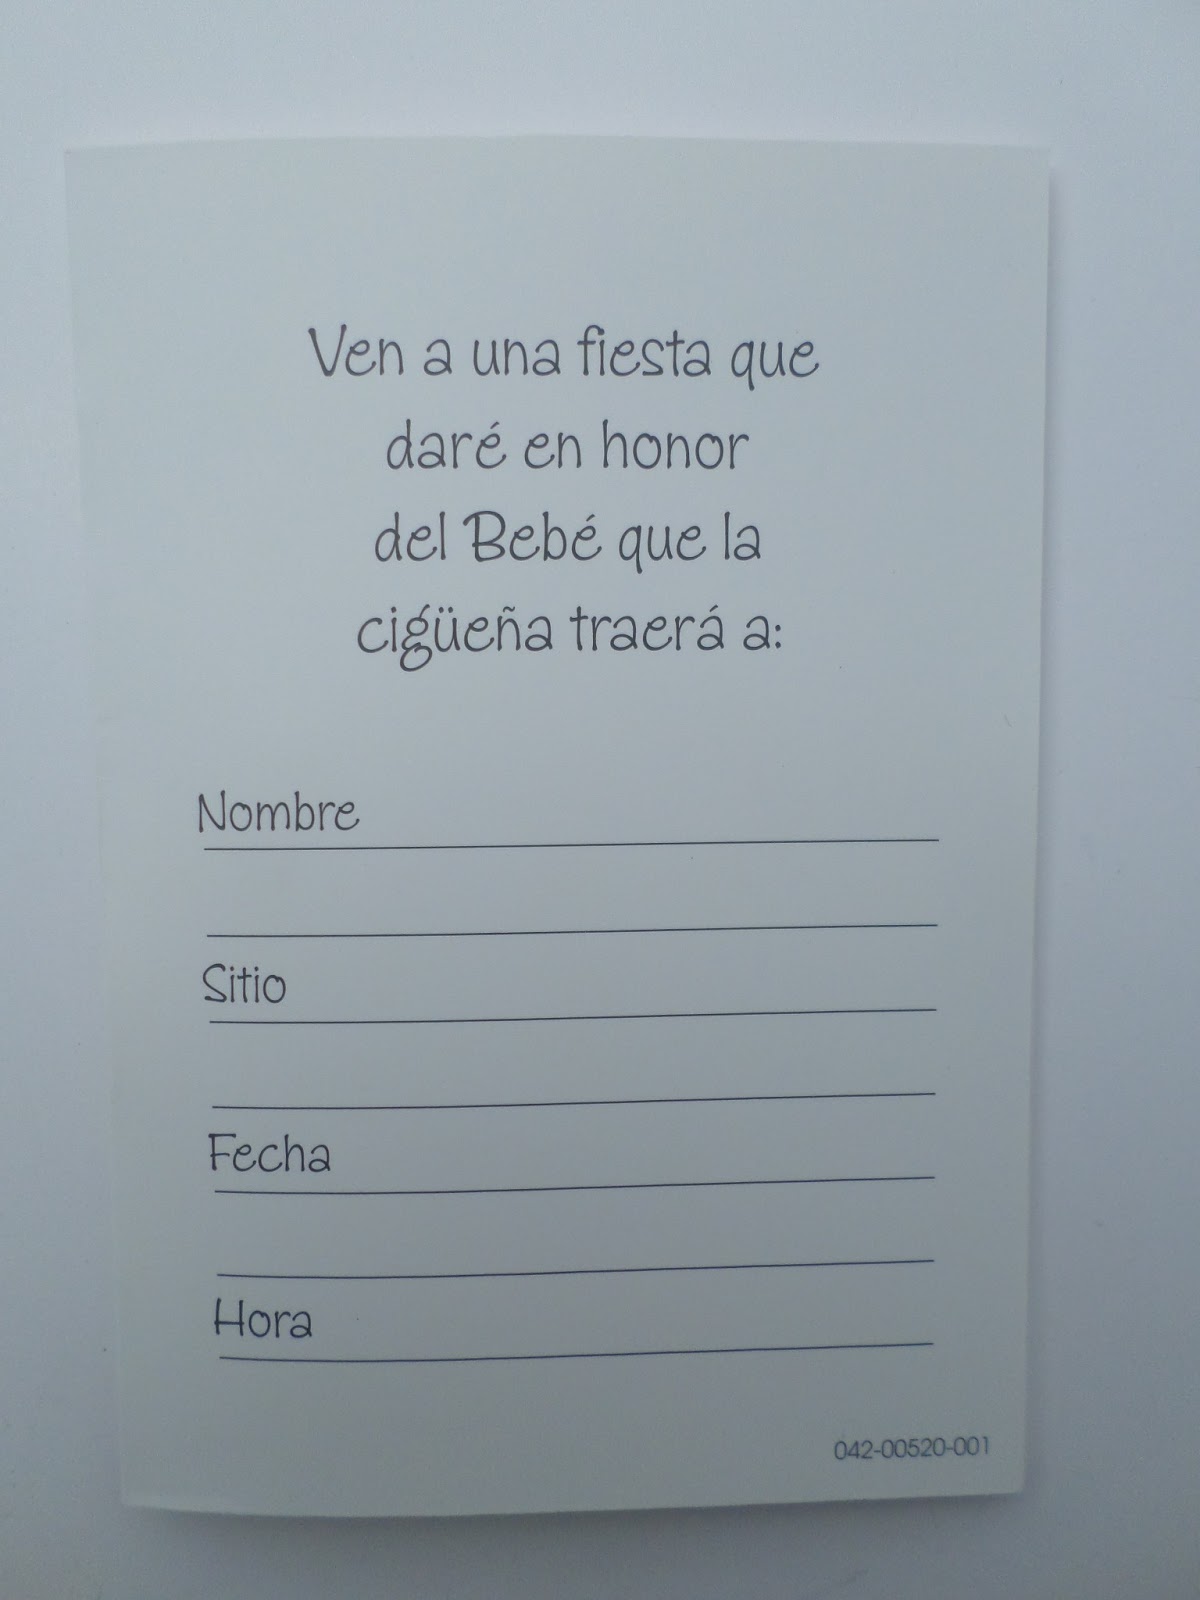 Ven a una fiesta que
daré en honor
del Bebé que la
cigüeña traerá a:
Nombre
Sitio
Fecha
Hora
042-00520-001